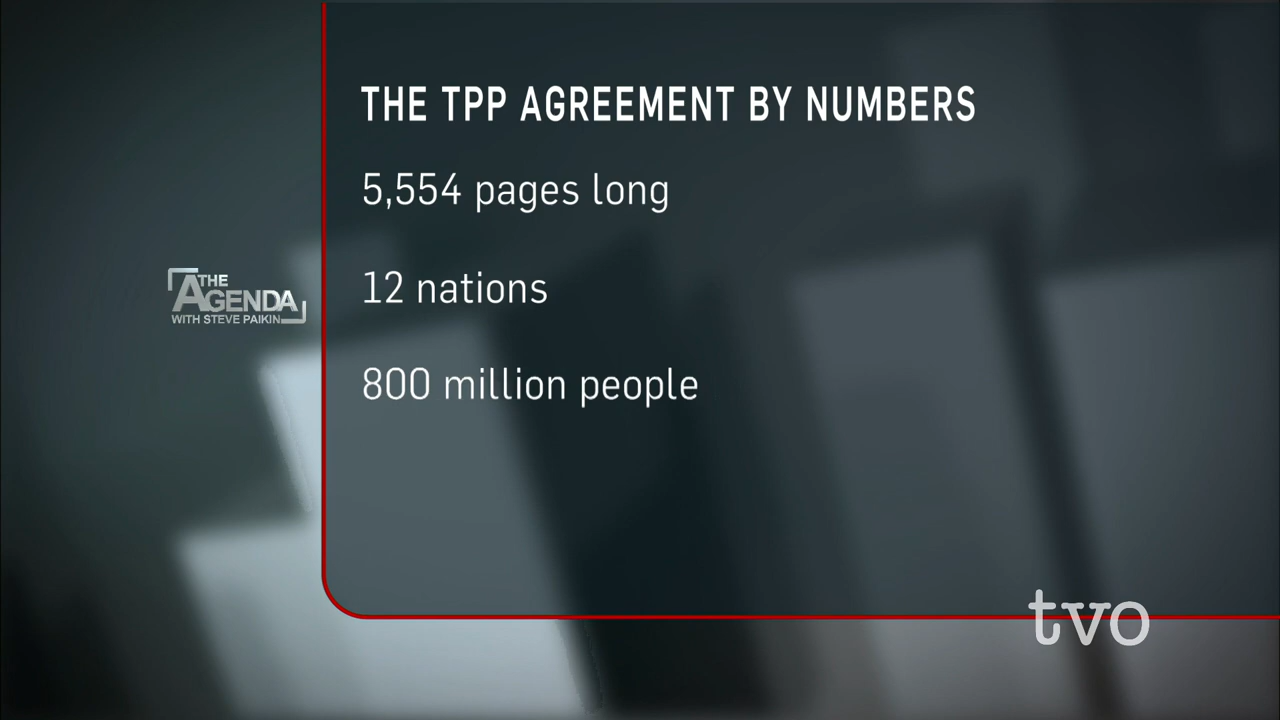 THE TPP AGREEMENT BY NUMBERS
5,554 pages long
12 nations
800 million people
THE
AGENDA
WITH STEVE PAIKIN
tvo